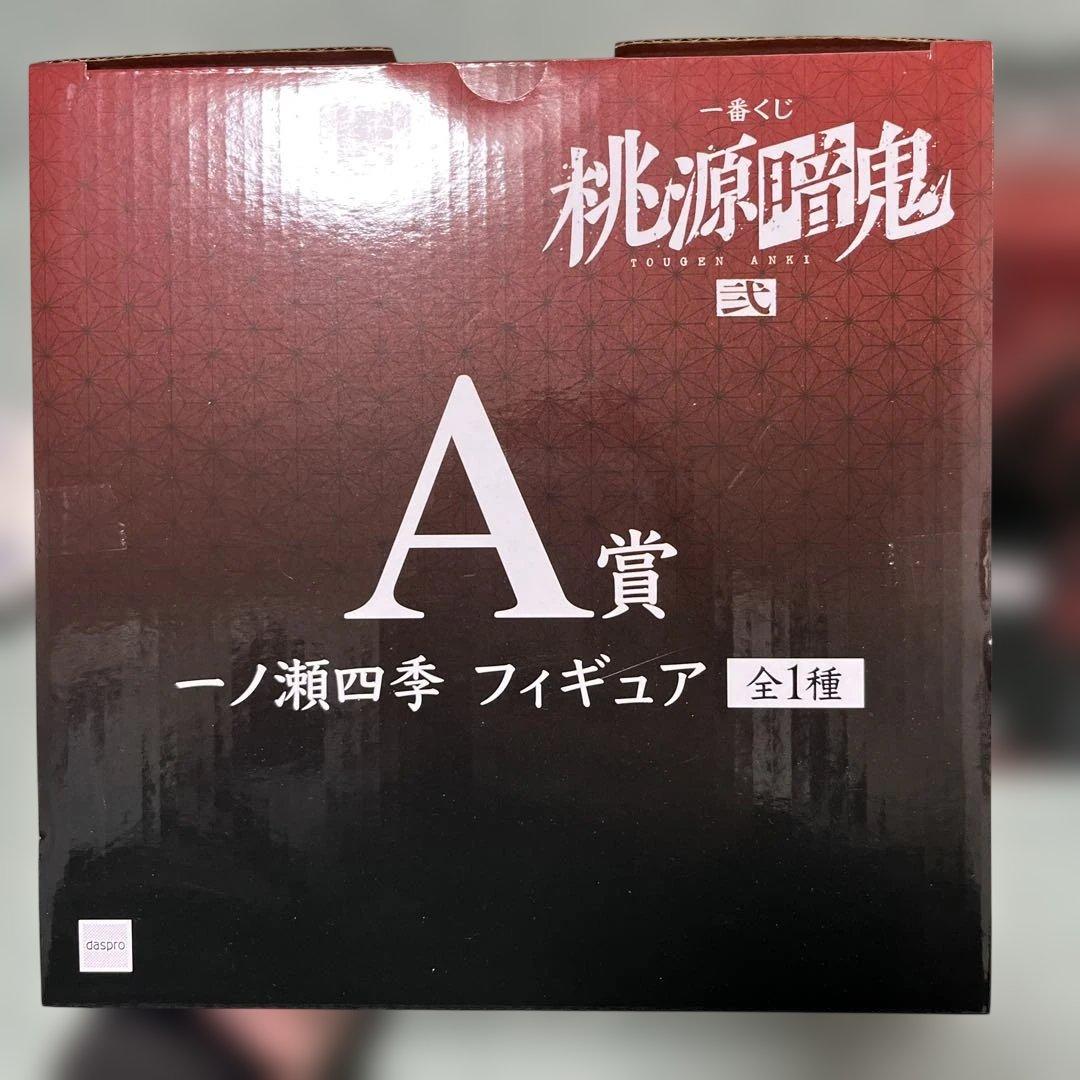 一番くじ
桃源暗鬼
TOUGEN ANKI
弐
A賞
一ノ瀬四季 フィギュア 全1種
daspro